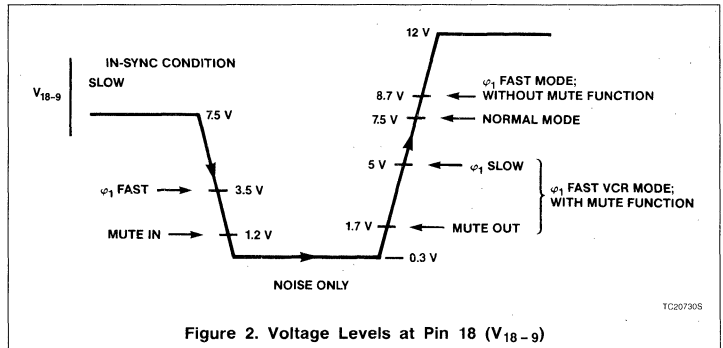 12 V
IN-SYNC CONDITION
SLOW
V18-9
7.5 V
φ1 FAST
3.5 V
MUTE IN
1.2 V
NOISE ONLY
φ1 FAST MODE;
8.7 V
WITHOUT MUTE FUNCTION
7.5 V
NORMAL MODE
5 V
φ1 SLOW
φ1 FAST VCR MODE;
WITH MUTE FUNCTION
1.7 V
MUTE OUT
0.3 V
TC20730S
Figure 2. Voltage Levels at Pin 18 (V18 – 9)